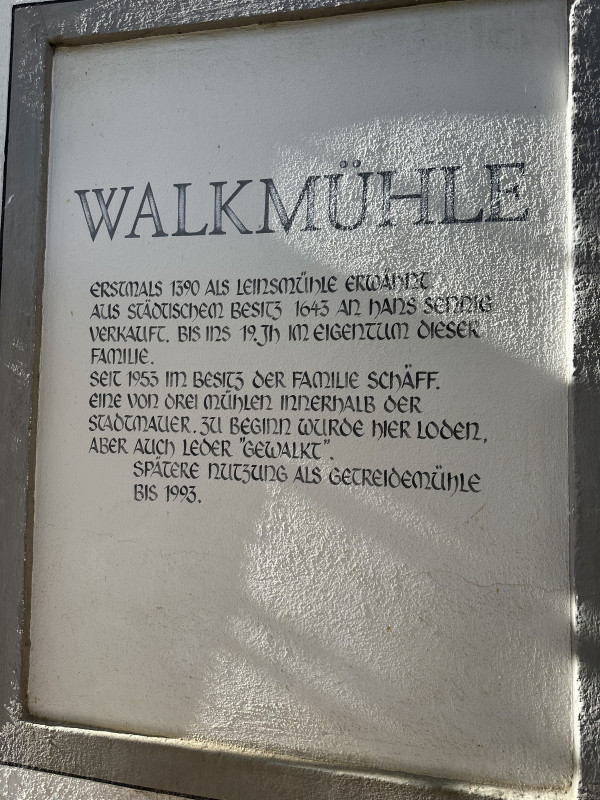 WALKMÜHLE
ERSTMALS 1390 ALS LEINSMÜHLE ERWÄHNT
AUS STÄDTISCHEM BESITZ 1643 AN HANS SENNIG
VERKAUFT. BIS INS 19.JH IM EIGENTUM DIESER
FAMILIE.
SEIT 1953 IM BESITZ DER FAMILIE SCHÄFF.
EINE VON DREI MÜHLEN INNERHALB DER
STADTMAUER. ZU BEGINN WURDE HIER LODEN,
ABER AUCH LEDER "GEWALKT".
SPÄTERE NUTZUNG ALS GETREIDEMÜHLE
BIS 1993.